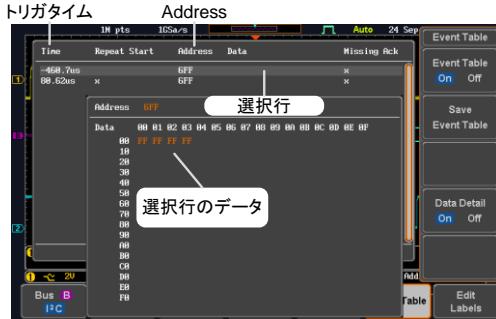 トリガタイム Address
1M pts 1GSa/s Auto 24 Sep
Event Table
Time Repeat Start Address Data Missing Ack
-460.7us 6FF x
80.62us x 6FF x
Event Table
On Off
選択行
Address 6FF
Data 00 01 02 03 04 05 06 07 08 09 0A 0B 0C 0D 0E 0F
00 FF FF FF FF
10
20
30
40
50
60
70
80
90
A0
B0
C0
D0
E0
F0
選択行のデータ
Save
Event Table
Data Detail
On Off
1 2V
Add
Bus B
I²C
Table
Edit
Labels